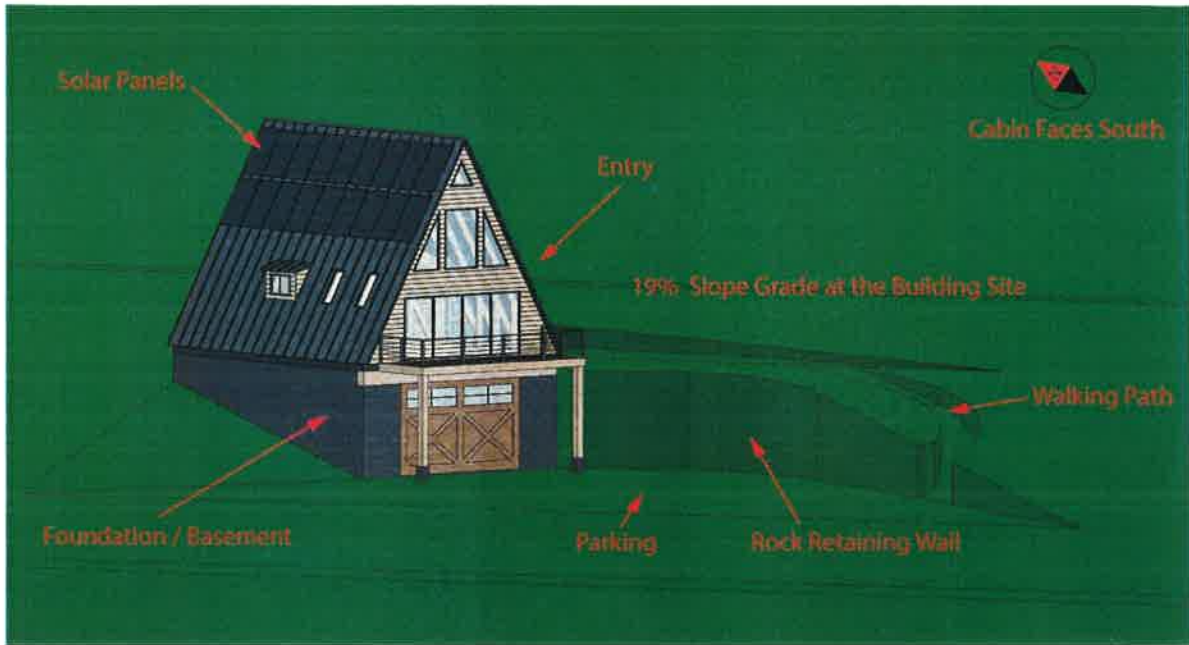 Solar Panels
Cabin Faces South
Entry
19% Slope Grade at the Building Site
Walking Path
Foundation / Basement
Parking
Rock Retaining Wall